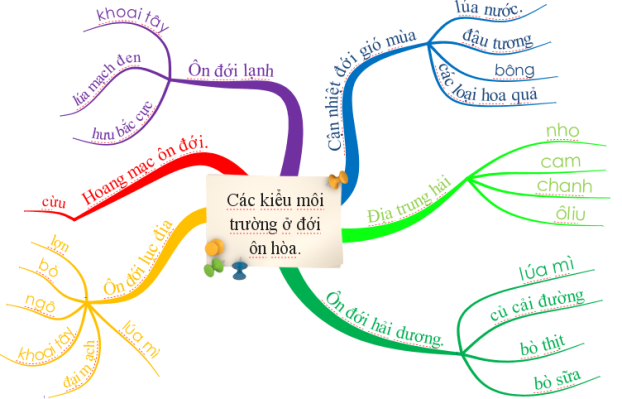 Các kiểu môi
trường ở đới
ôn hòa.
Ôn đới lạnh
khoai tây
lúa mạch đen
hưu bắc cực
Cận nhiệt đới gió mùa
lúa nước.
đậu tương
bông
các loại hoa quả
Hoang mạc ôn đới.
cừu
Địa trung hải
nho
cam
chanh
ôliu
Ôn đới lục địa
lợn
bò
ngô
khoai tây
đại mạch
lúa mì
Ôn đới hải dương.
lúa mì
củ cải đường
bò thịt
bò sữa